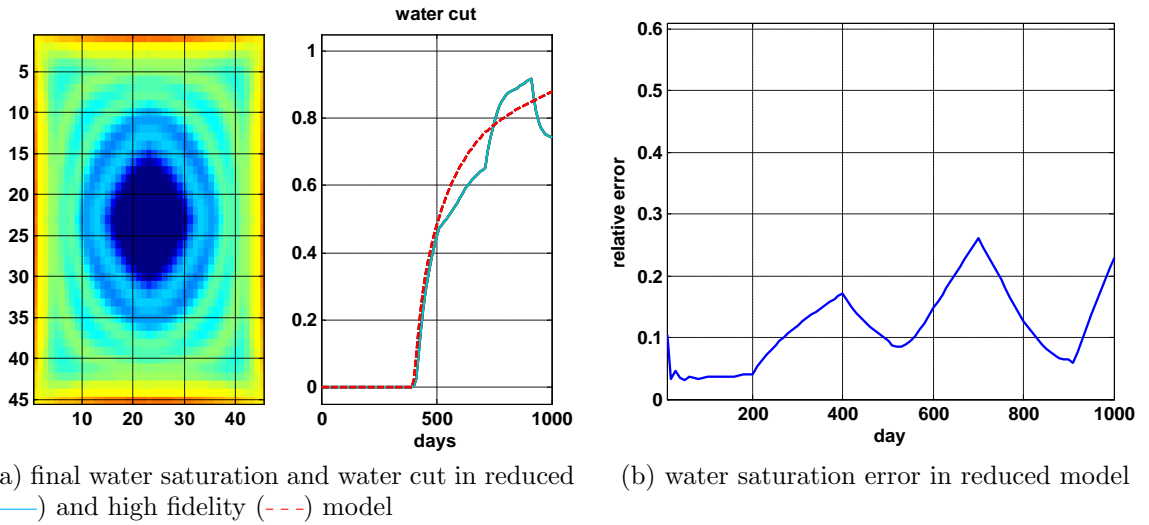 water cut
5
10
15
20
25
30
35
40
45
10 20 30 40
1
0.8
0.6
0.4
0.2
0
0 500 1000
days
0.6
0.5
0.4
0.3
0.2
0.1
0
relative error
200 400 600 800 1000
day
a) final water saturation and water cut in reduced
) and high fidelity (- - -) model
(b) water saturation error in reduced model